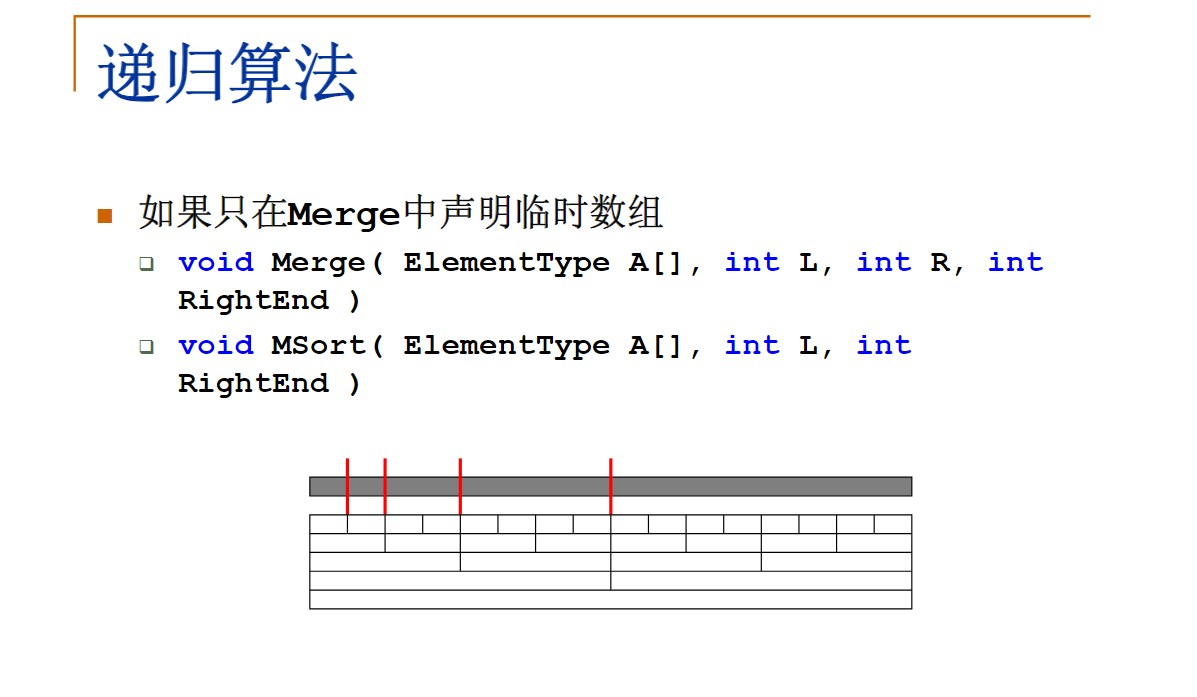 递归算法
如果只在Merge中声明临时数组
void Merge( ElementType A[], int L, int R, int
RightEnd )
void MSort( ElementType A[], int L, int
RightEnd )